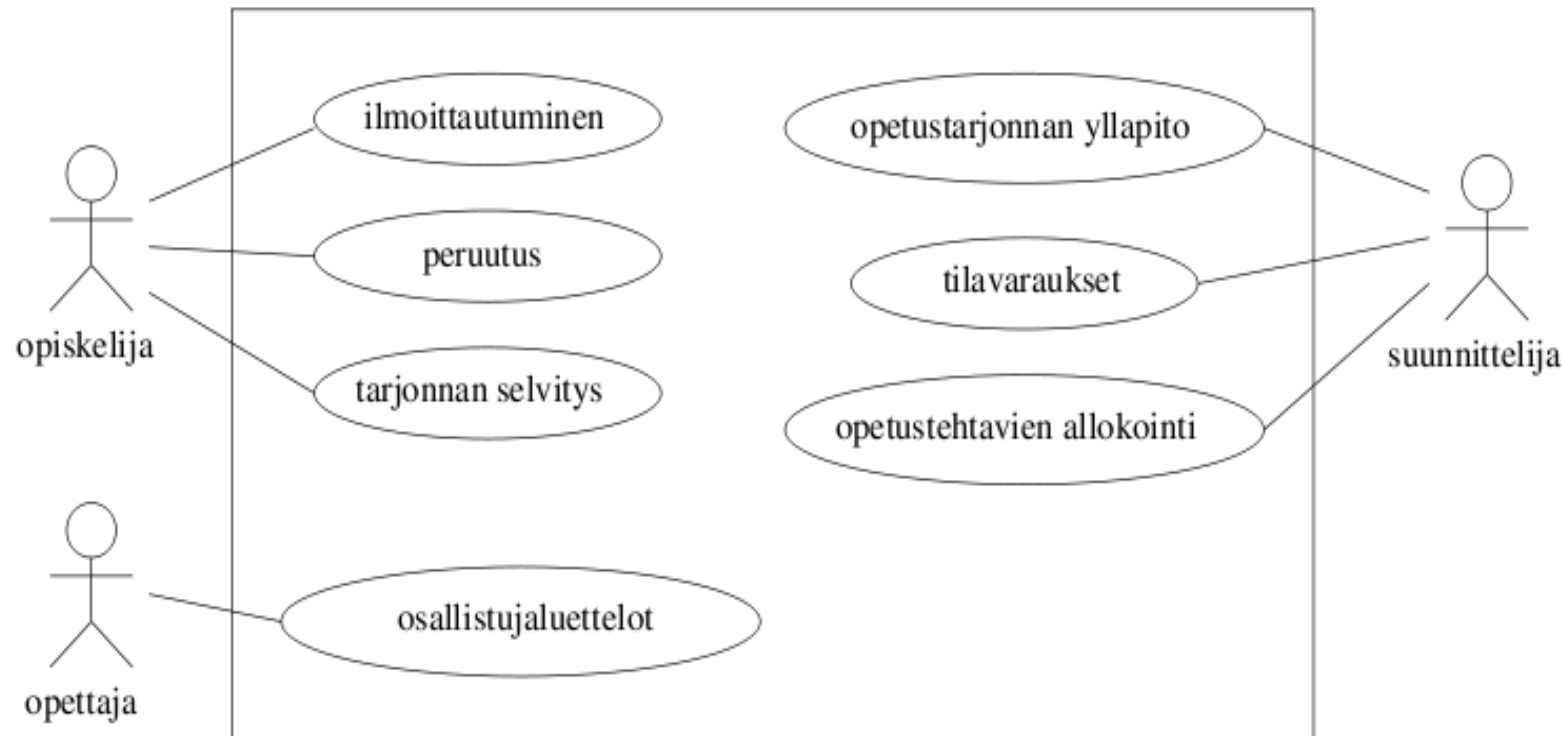 ilmoittautuminen
opetustarjonnan yllapito
peruutus
tilavaraukset
opiskelija
suunnittelija
tarjonnan selvitys
opetustehtavien allokointi
osallistujaluettelot
opettaja